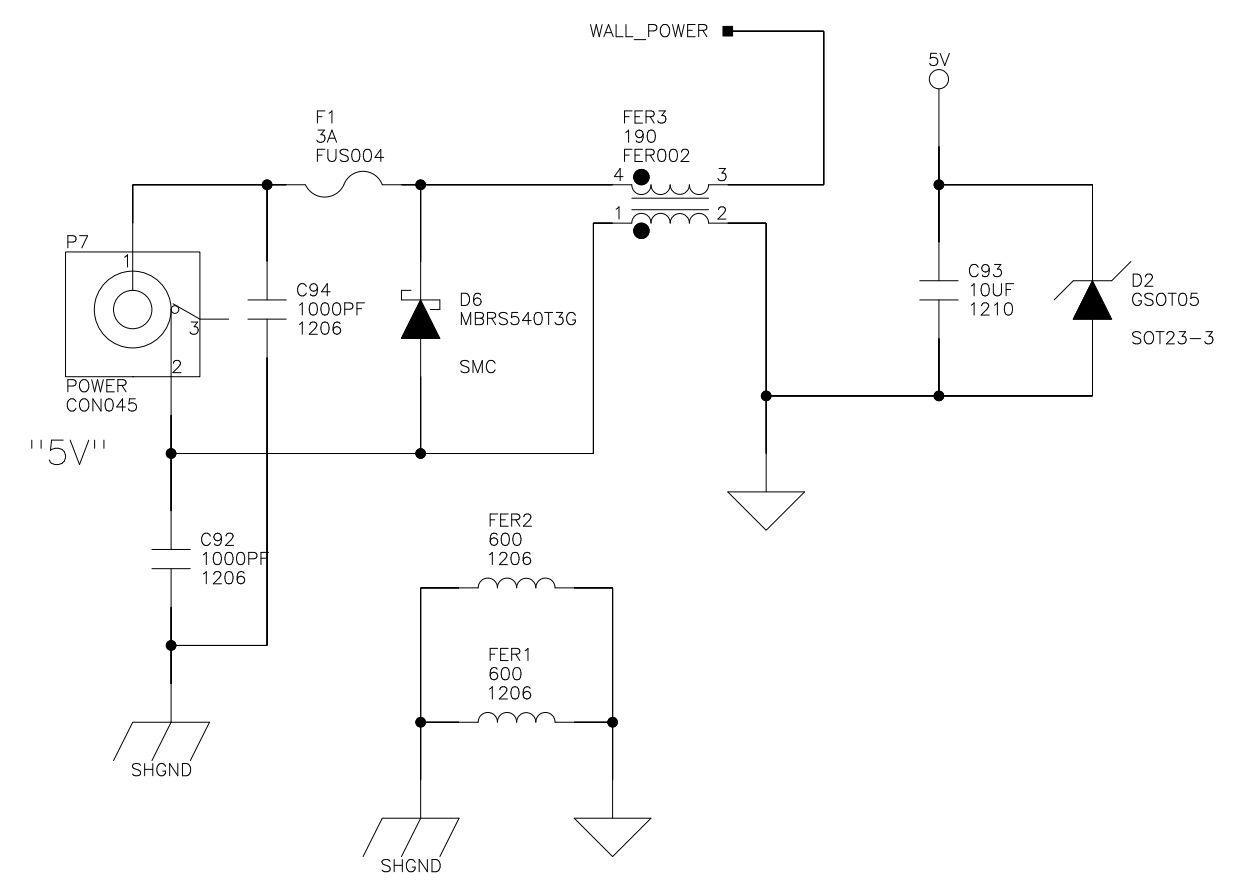 WALL_POWER
5V
F1
3A
FUS004
FER3
190
FER002
4
3
1
2
P7
1
3
2
POWER
CON045
"5V"
C94
1000PF
1206
D6
MBRS540T3G
SMC
C93
10UF
1210
D2
GSOT05
SOT23-3
C92
1000PF
1206
SHGND
FER2
600
1206
FER1
600
1206
SHGND